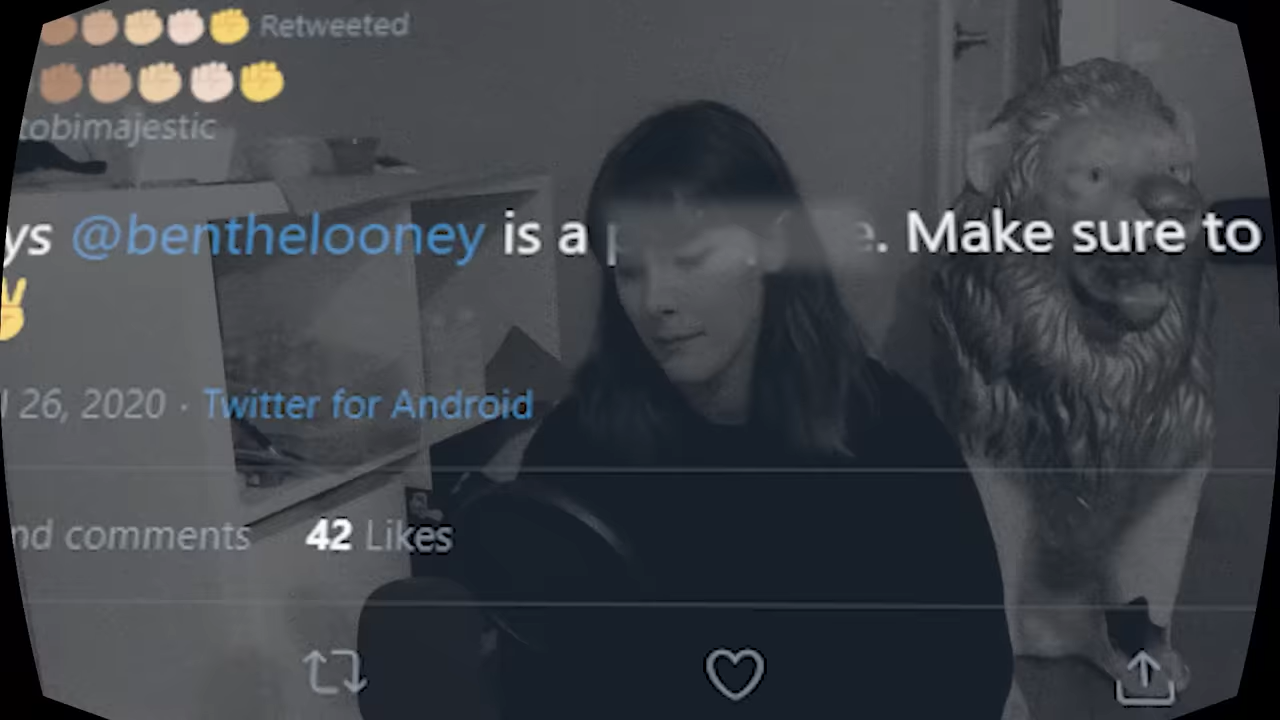 Retweeted
tobimajestic
ys @benthelooney is a . Make sure to
26, 2020 · Twitter for Android
nd comments 42 Likes